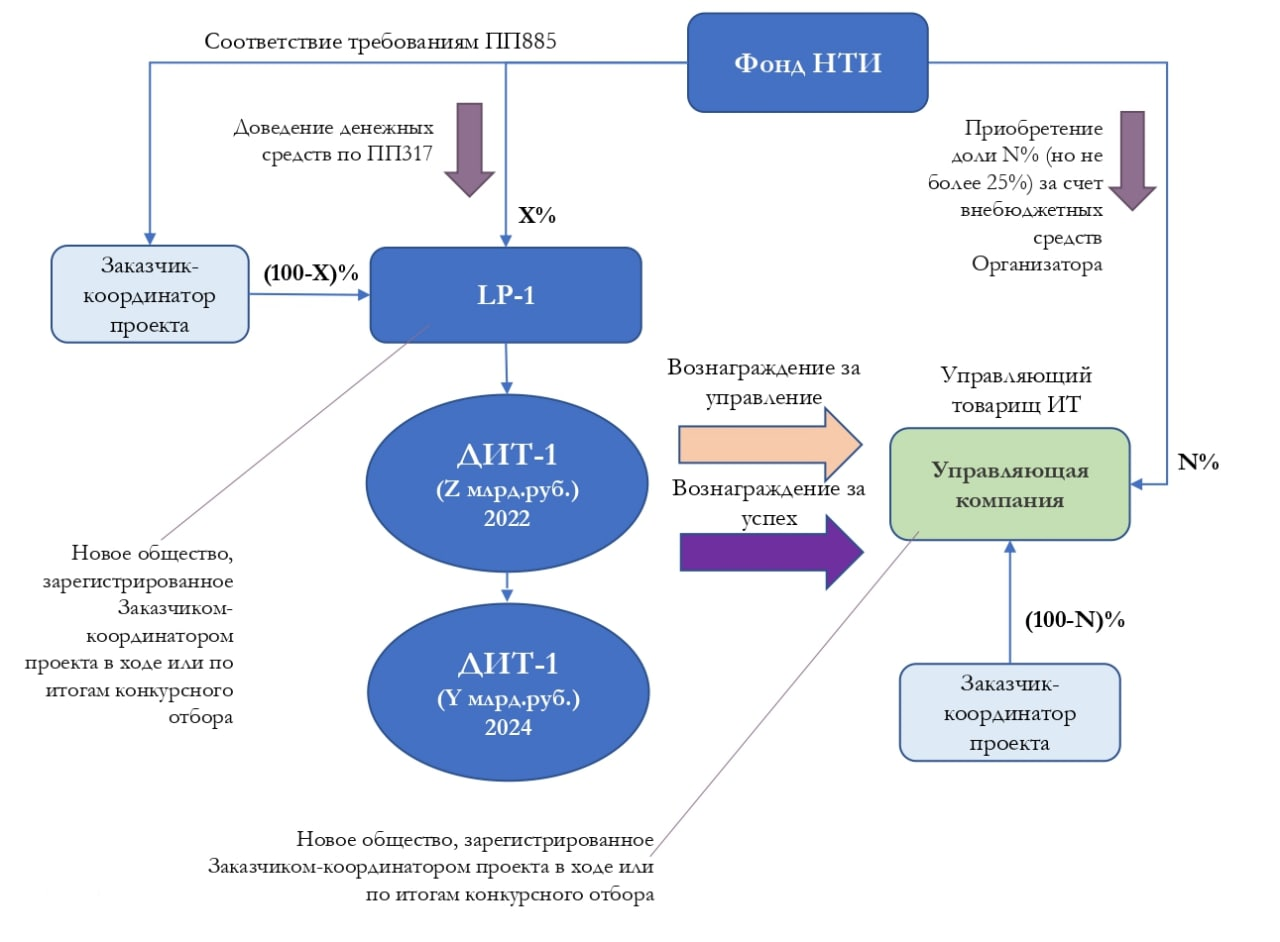 Соответствие требованиям ПП885
Фонд НТИ
Доведение денежных
средств по ПП317
X%
Приобретение
доли N% (но не
более 25%) за счет
внебюджетных
средств
Организатора
Заказчик-
координатор
проекта
(100-X)%
LP-1
Вознаграждение за
управление
Управляющий
товарищ ИТ
ДИТ-1
(Z млрд.руб.)
2022
Вознаграждение за
успех
Управляющая
компания
N%
Новое общество,
зарегистрированное
Заказчиком-
координатором
проекта в ходе или по
итогам конкурсного
отбора
ДИТ-1
(Y млрд.руб.)
2024
(100-N)%
Заказчик-
координатор
проекта
Новое общество, зарегистрированное
Заказчиком-координатором проекта в ходе или
по итогам конкурсного отбора